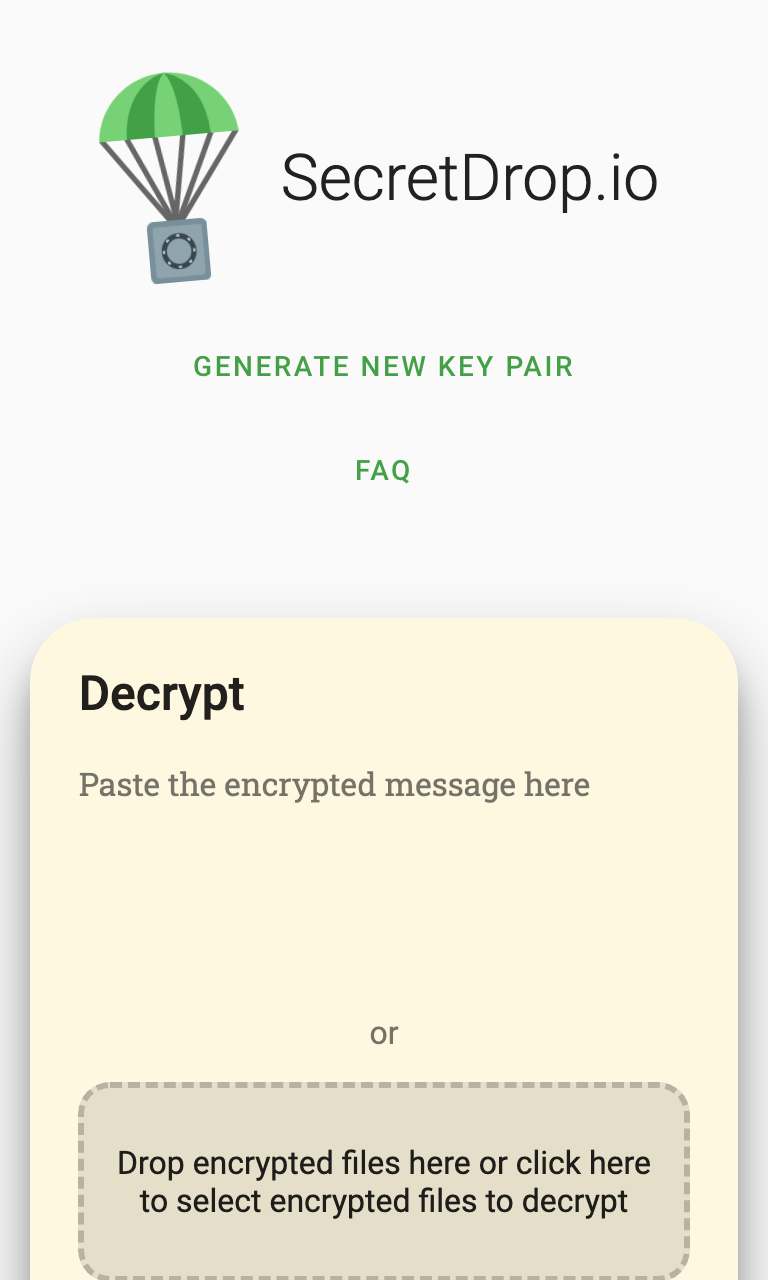 SecretDrop.io
GENERATE NEW KEY PAIR
FAQ
Decrypt
Paste the encrypted message here
or
Drop encrypted files here or click here
to select encrypted files to decrypt